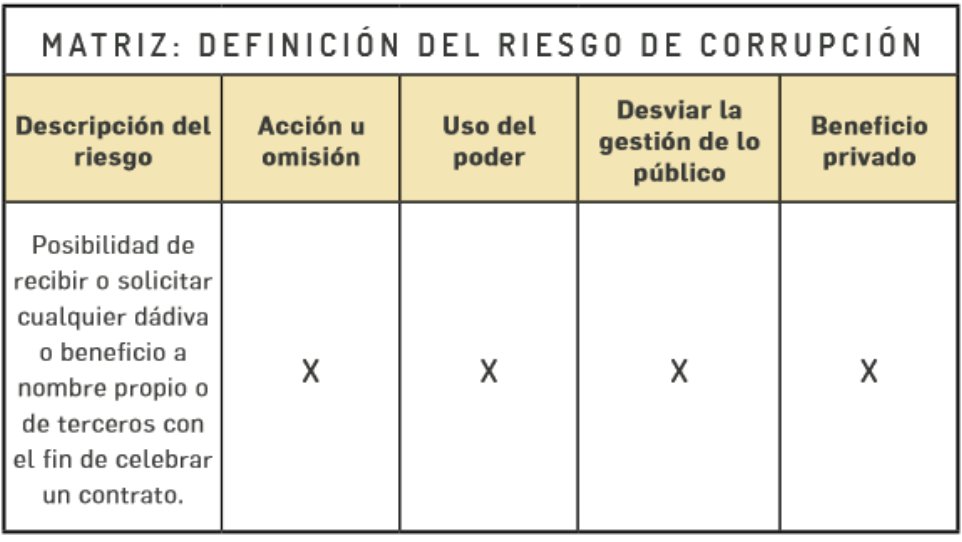 MATRIZ: DEFINICIÓN DEL RIESGO DE CORRUPCIÓN
Descripción del
riesgo
Acción u
omisión
Uso del
poder
Desviar la
gestión de lo
público
Beneficio
privado
Posibilidad de
recibir o solicitar
cualquier dádiva
o beneficio a
nombre propio o
de terceros con
el fin de celebrar
un contrato.
X
X
X
X